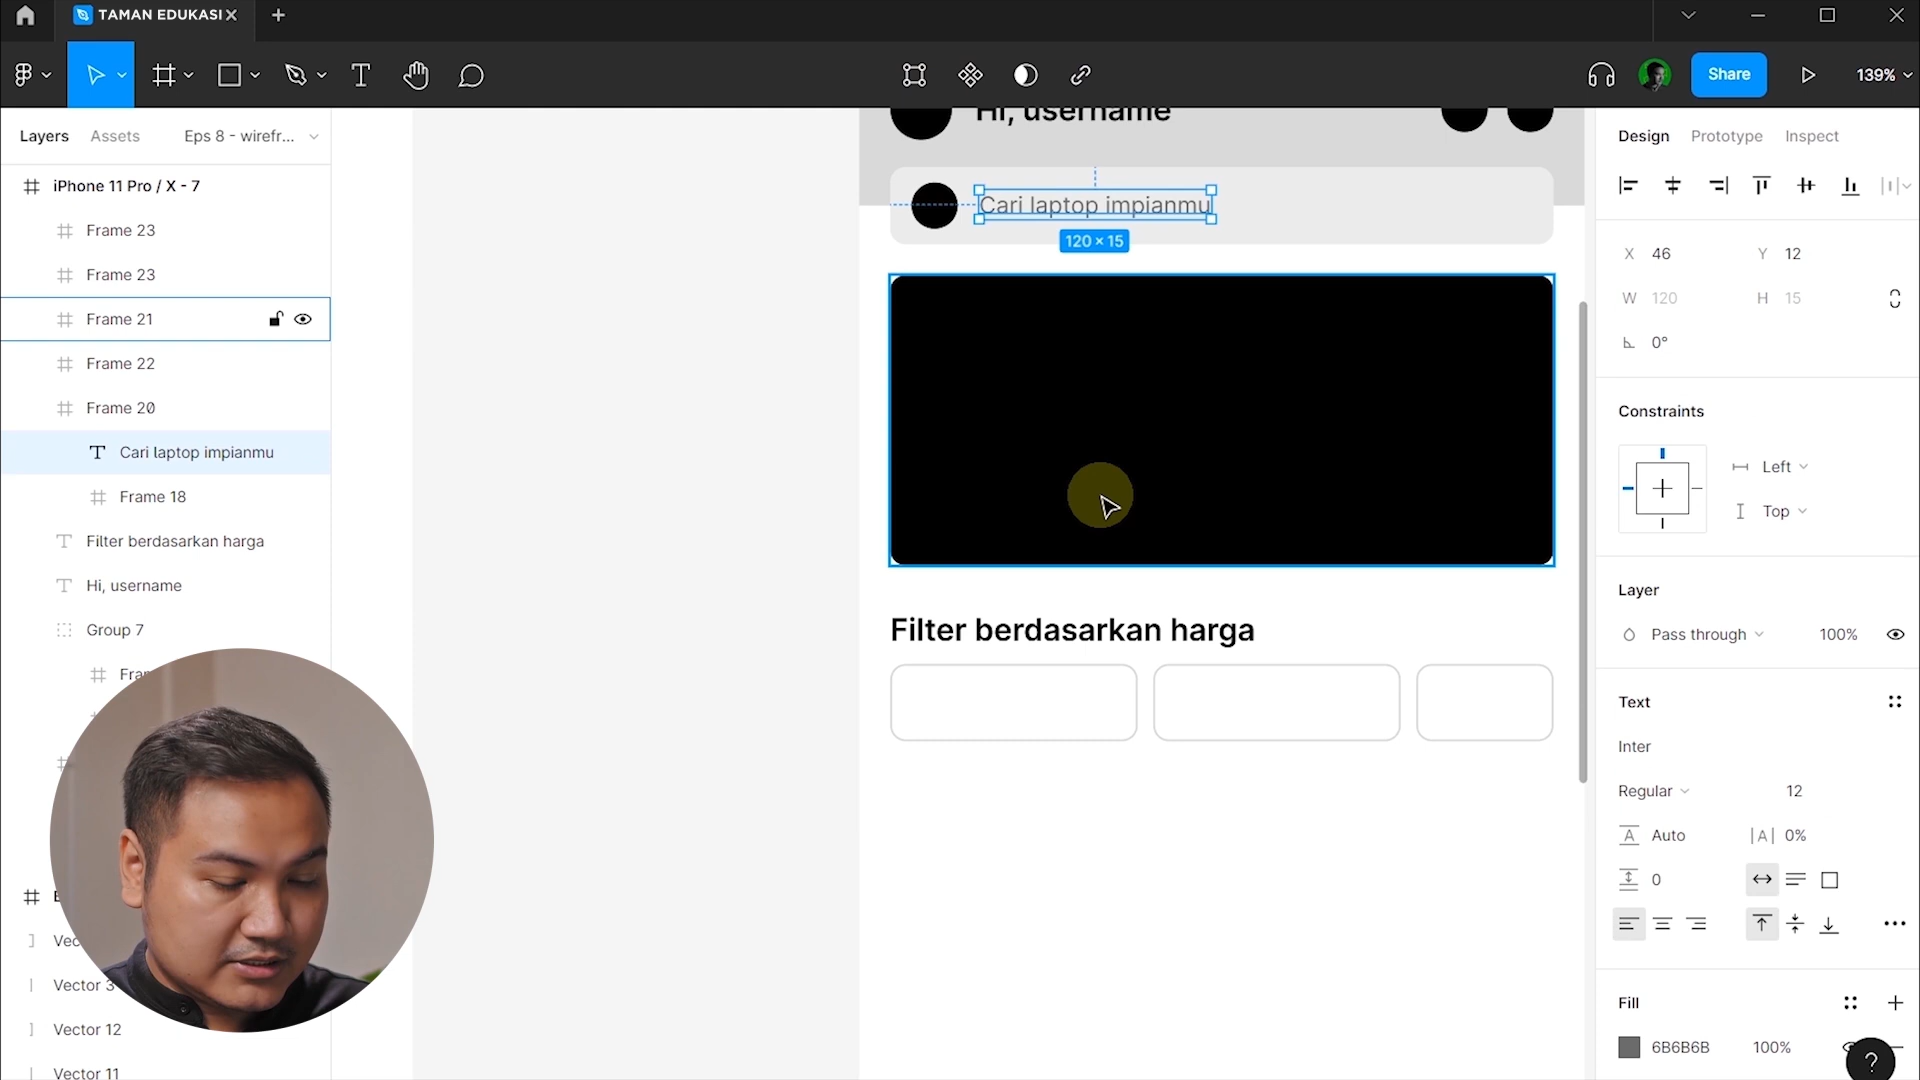 TAMAN EDUKASI
Share
139%
Layers
Assets
Eps 8 - wirefr...
Design
Prototype
Inspect
iPhone 11 Pro / X - 7
Frame 23
Frame 23
Frame 21
Frame 22
Frame 20
Cari laptop impianmu
Frame 18
Filter berdasarkan harga
Hi, username
Group 7
Vector 12
Vector 11
Hi, username
Cari laptop impianmu
120 × 15
Filter berdasarkan harga
X 46
Y 12
W 120
H 15
0°
Constraints
Left
Top
Layer
Pass through
100%
Text
Inter
Regular
12
Auto
|A| 0%
0
Fill
6B6B6B
100%
?